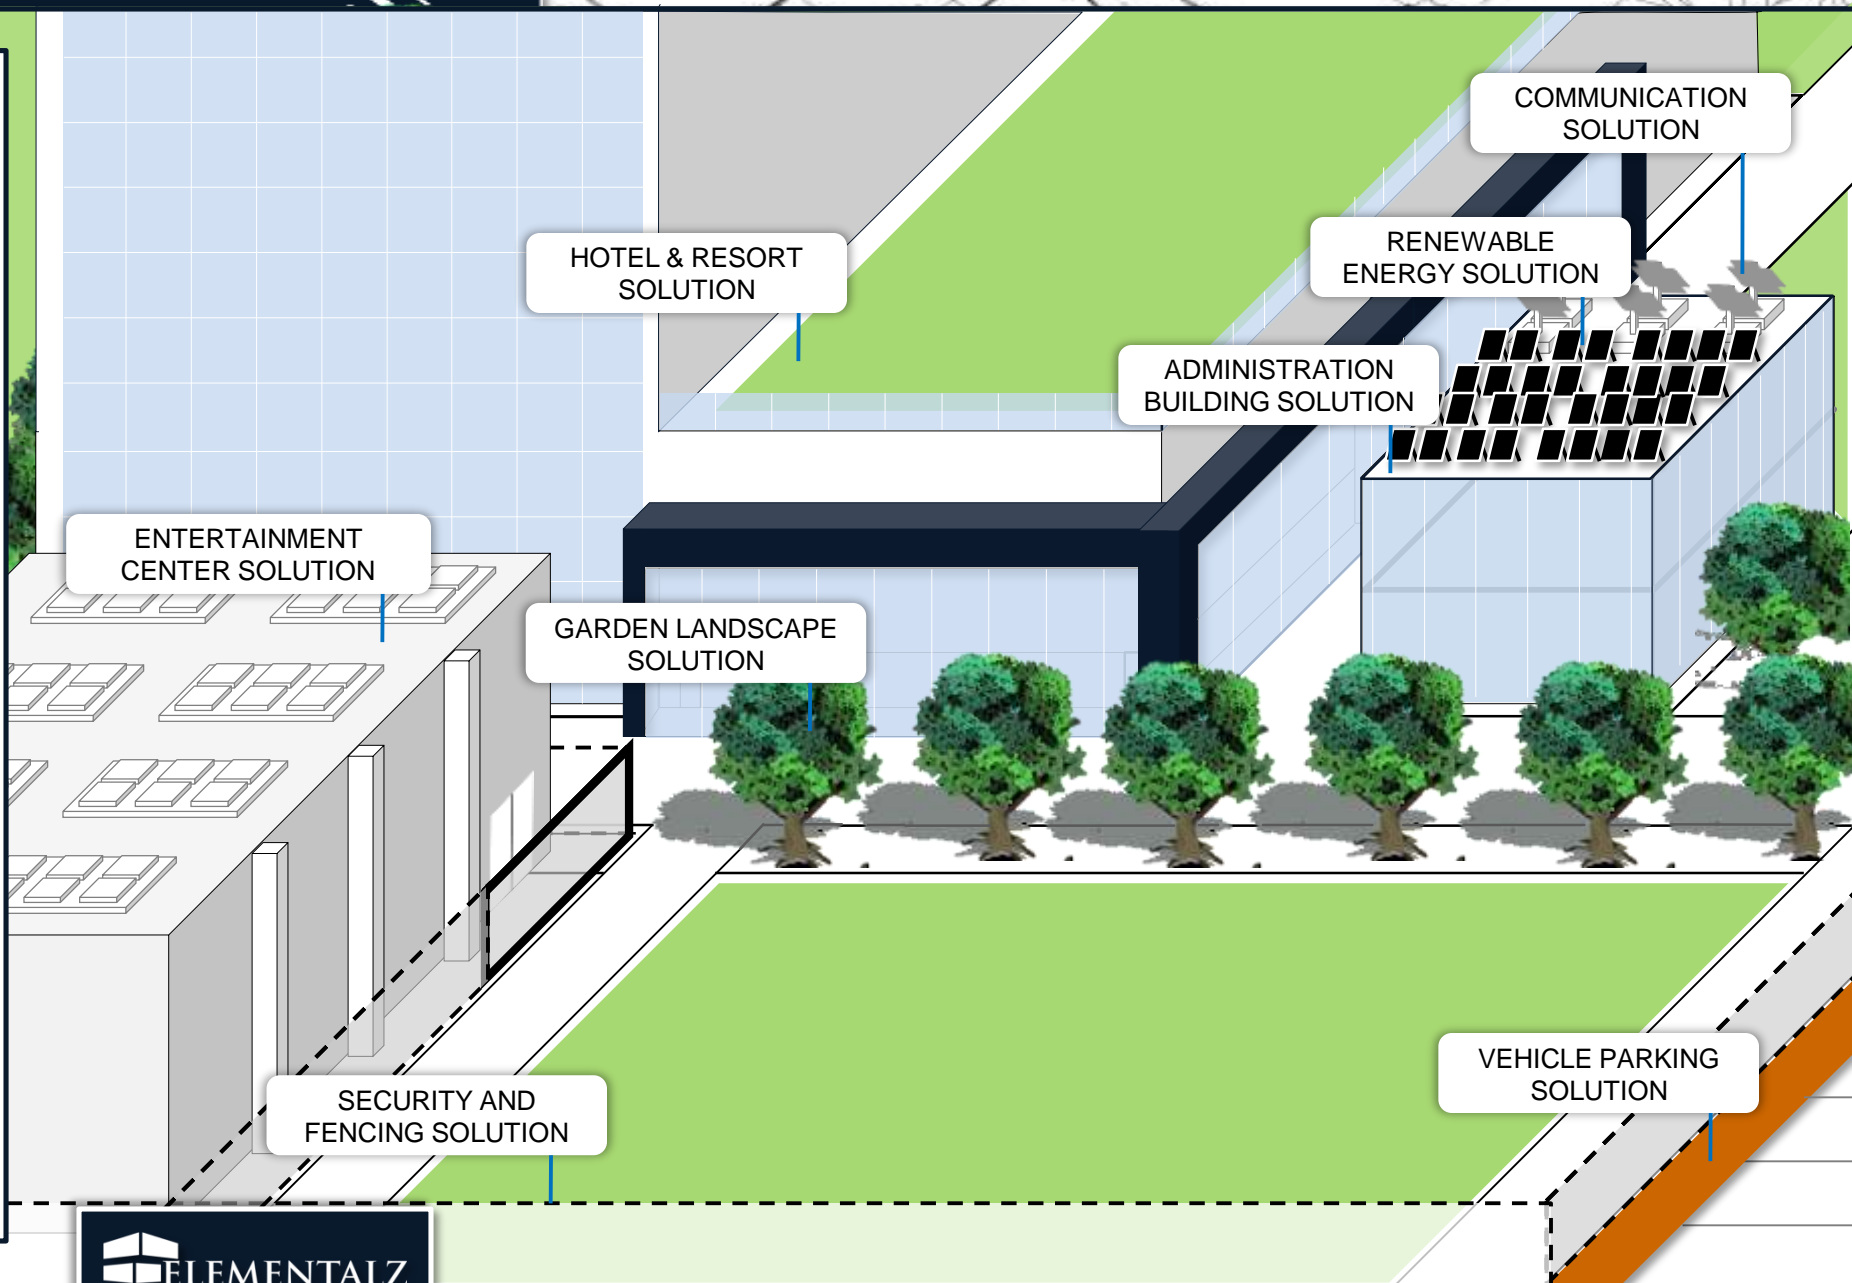 COMMUNICATION
SOLUTION
HOTEL & RESORT
SOLUTION
RENEWABLE
ENERGY SOLUTION
ADMINISTRATION
BUILDING SOLUTION
ENTERTAINMENT
CENTER SOLUTION
GARDEN LANDSCAPE
SOLUTION
VEHICLE PARKING
SOLUTION
SECURITY AND
FENCING SOLUTION
ELEMENTALZ